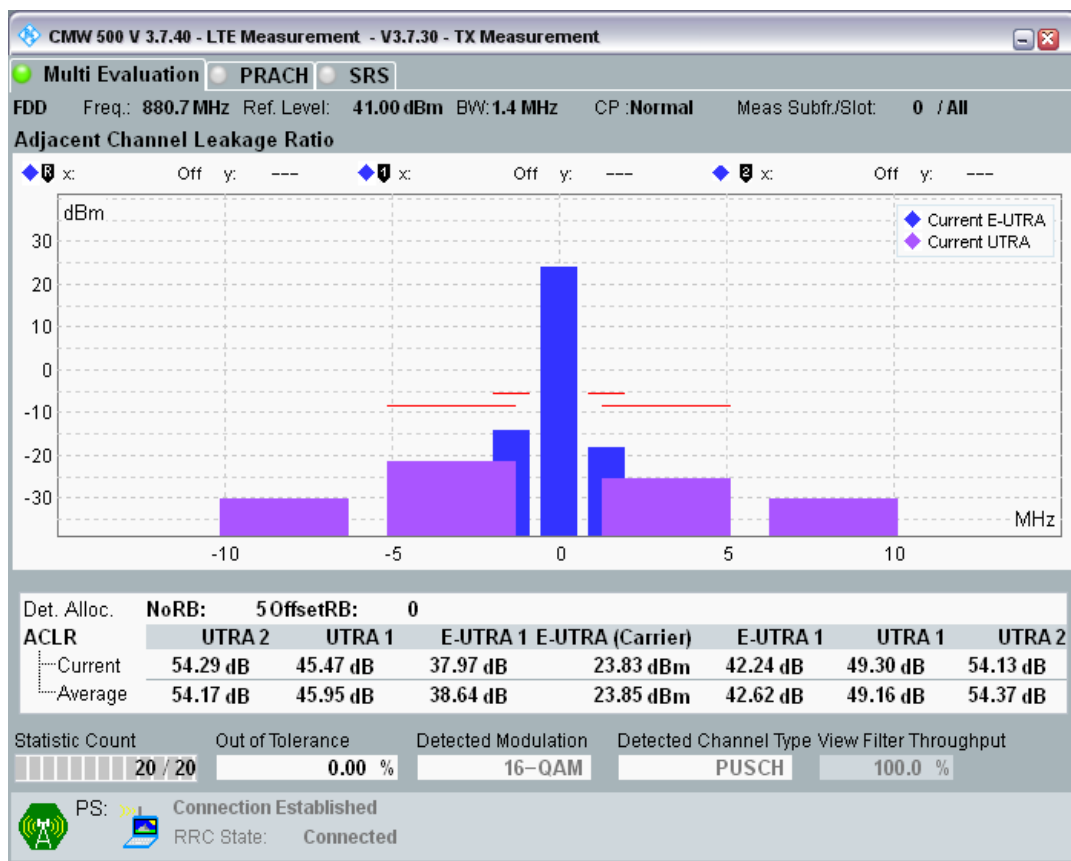 CMW 500 V 3.7.40 - LTE Measurement - V3.7.30 - TX Measurement
Multi Evaluation PRACH SRS
FDD Freq.: 880.7 MHz Ref. Level: 41.00 dBm BW: 1.4 MHz CP :Normal Meas Subfr./Slot: 0 / All
Adjacent Channel Leakage Ratio
R x: Off y: --- 1 x: Off y: --- 2 x: Off y: ---
dBm
Current E-UTRA
Current UTRA
30
20
10
0
-10
-20
-30
MHz
-10 -5 0 5 10
Det. Alloc. NoRB: 5 OffsetRB: 0
ACLR UTRA 2 UTRA 1 E-UTRA 1 E-UTRA (Carrier) E-UTRA 1 UTRA 1 UTRA 2
Current 54.29 dB 45.47 dB 37.97 dB 23.83 dBm 42.24 dB 49.30 dB 54.13 dB
Average 54.17 dB 45.95 dB 38.64 dB 23.85 dBm 42.62 dB 49.16 dB 54.37 dB
Statistic Count Out of Tolerance Detected Modulation Detected Channel Type View Filter Throughput
20 / 20 0.00 % 16-QAM PUSCH 100.0 %
PS: Connection Established
RRC State: Connected